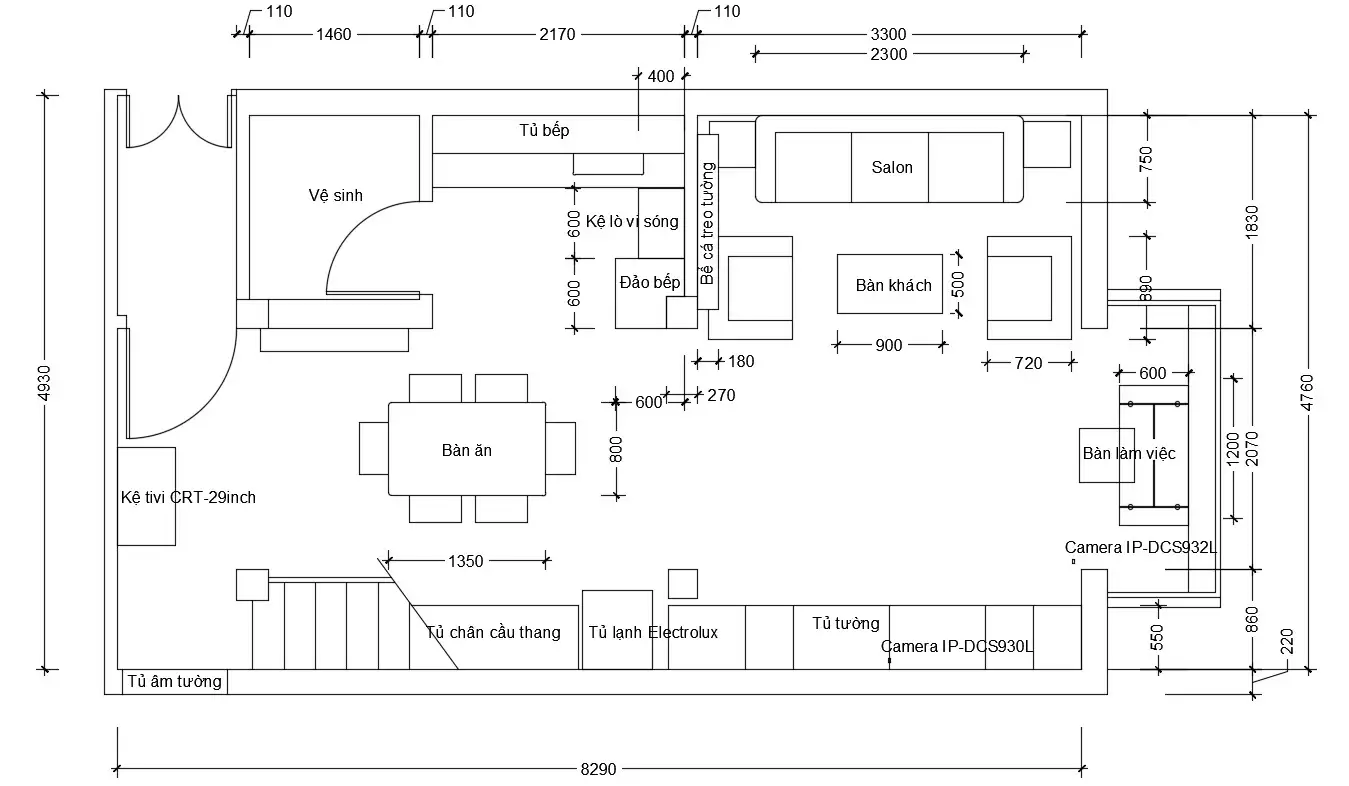 110
110
110
1460
2170
3300
2300
400
Tủ bếp
Salon
Vệ sinh
Bể cá treo tường
750
1830
600
Kệ lò vi sóng
600
Đảo bếp
Bàn khách
500
890
900
720
180
600
270
600
4930
4760
800
1200
2070
Bàn ăn
Bàn làm việc
Kệ tivi CRT-29inch
Camera IP-DCS932L
1350
Tủ chân cầu thang
Tủ lạnh Electrolux
Tủ tường
Camera IP-DCS930L
550
860
220
Tủ âm tường
8290